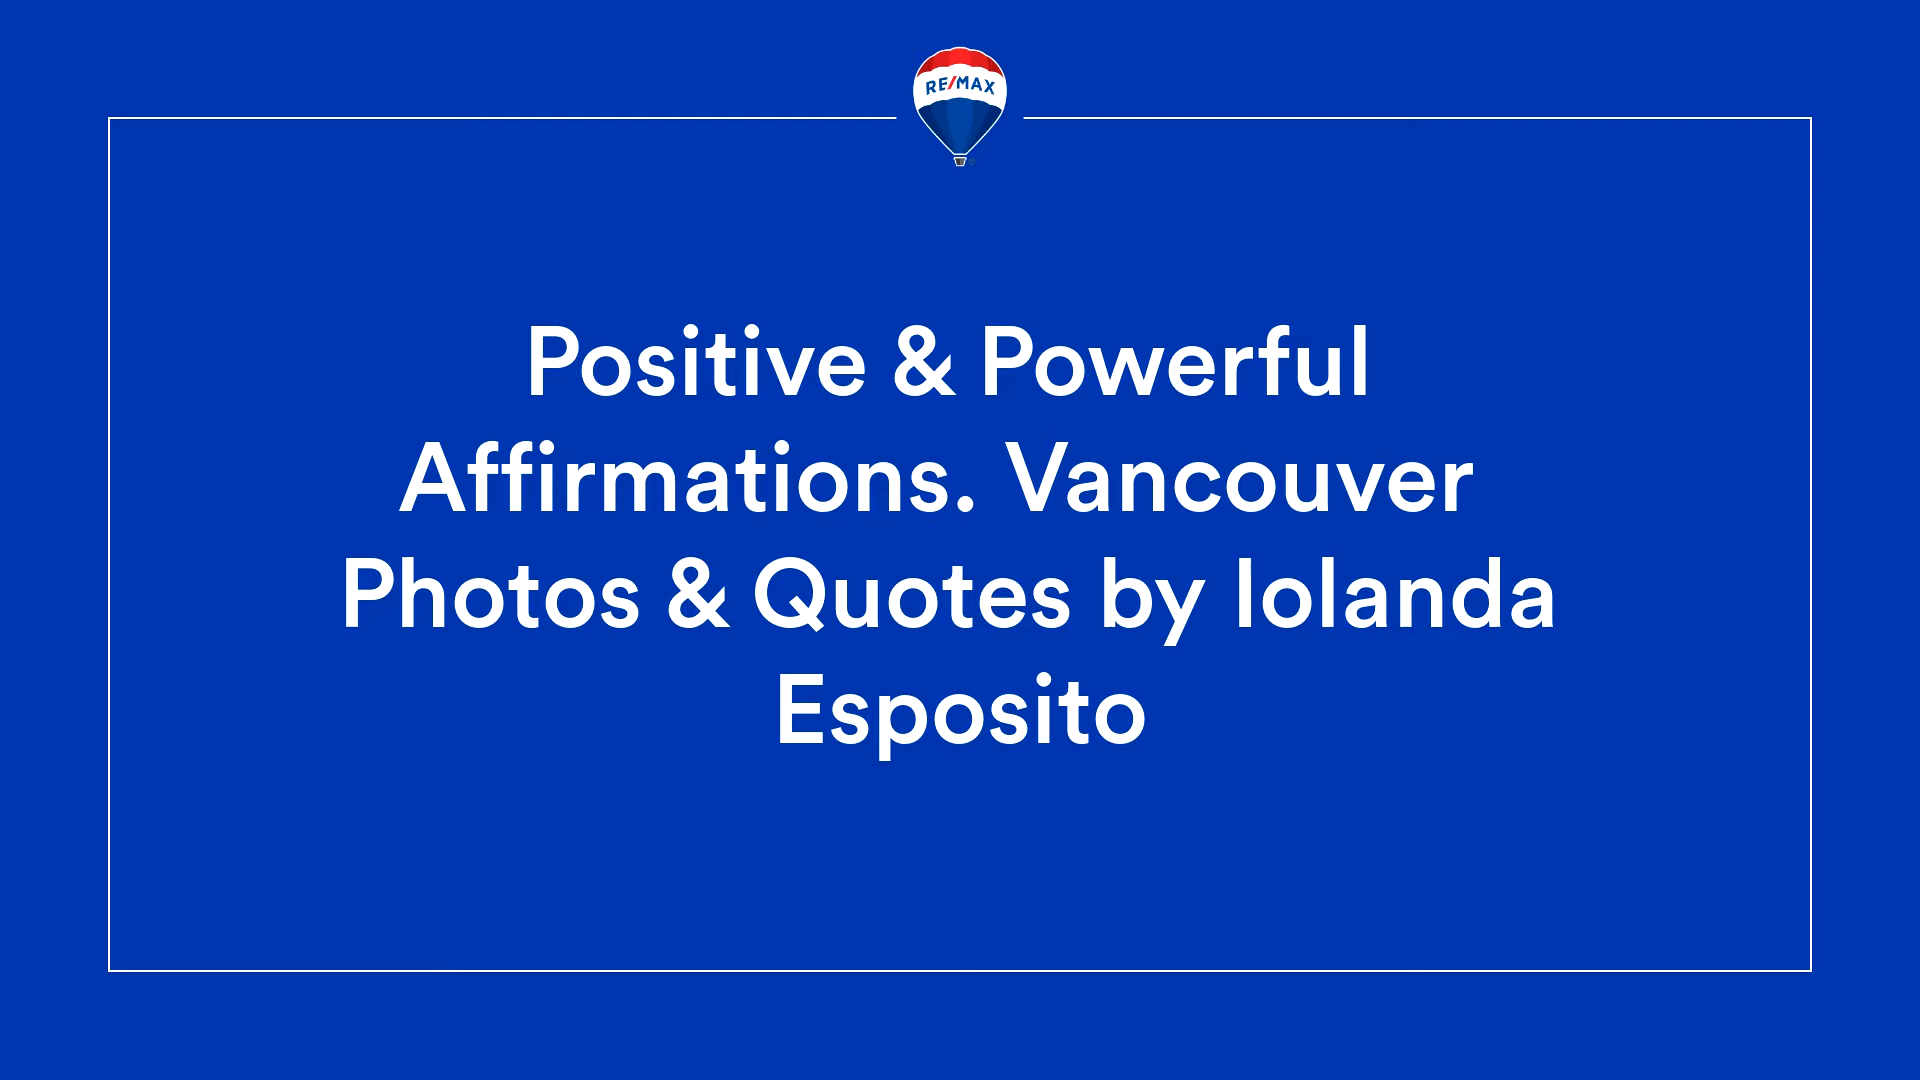 RE/MAX
Positive & Powerful
Affirmations. Vancouver
Photos & Quotes by Iolanda
Esposito